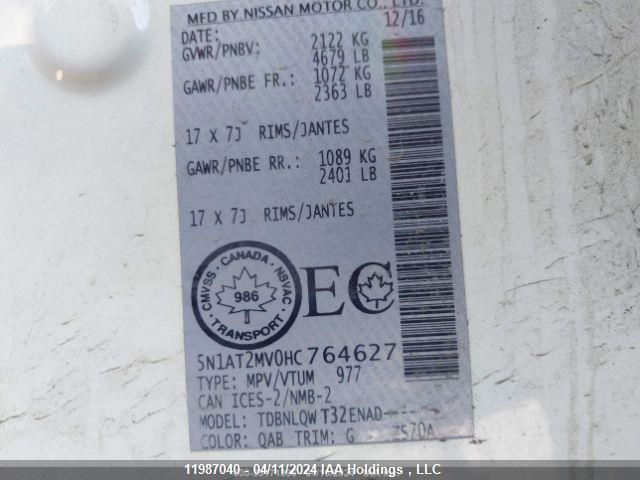 MFD BY NISSAN MOTOR CO., LTD.
DATE: 12/16
GVWR/PNBV: 2122 KG
4679 LB
GAWR/PNBE FR.: 1072 KG
2363 LB
17 X 7J RIMS/JANTES
GAWR/PNBE RR.: 1089 KG
2401 LB
17 X 7J RIMS/JANTES
CMVSS · CANADA · NSVAC
986
TRANSPORT
EC
5N1AT2MV0HC764627
TYPE: MPV/VTUM 977
CAN ICES-2/NMB-2
MODEL: TDBNLQW T32ENAD-----
COLOR: QAB TRIM: G ZS70A
11987040 - 04/11/2024 IAA Holdings , LLC